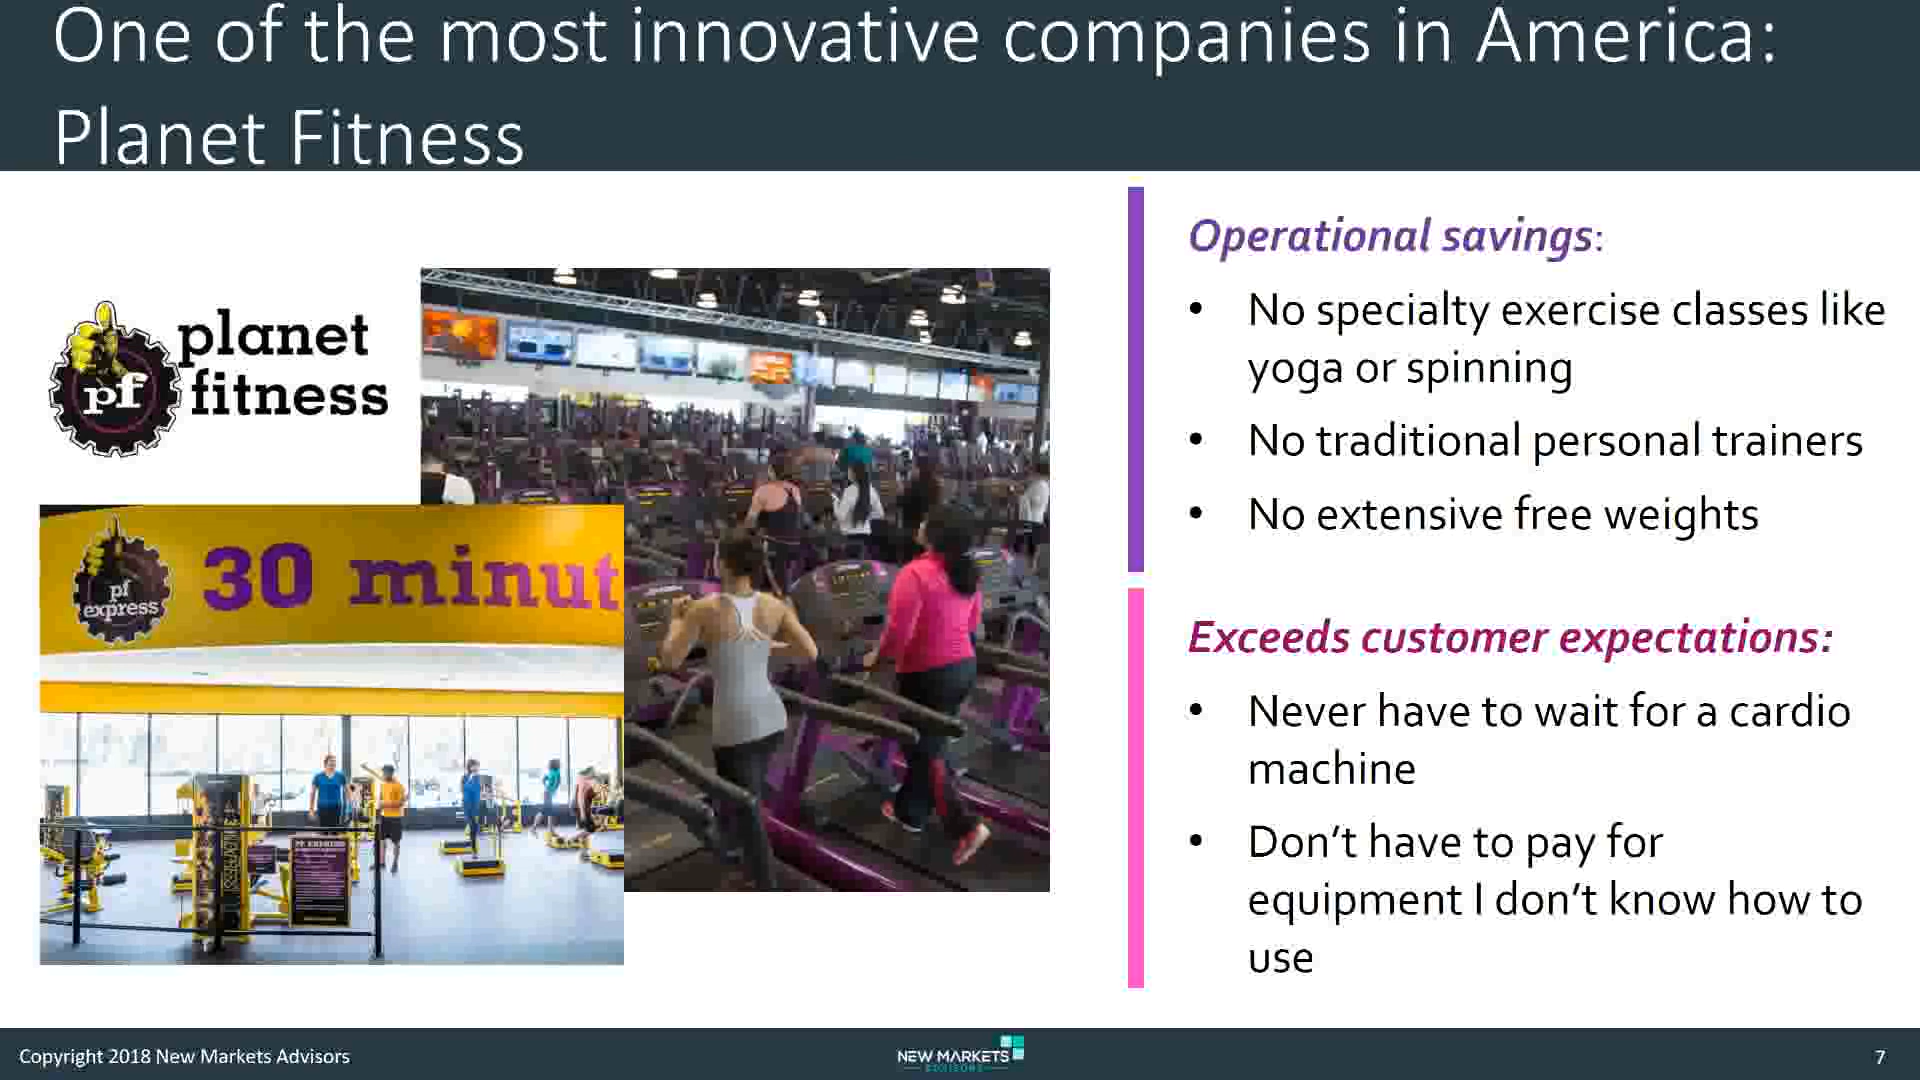 One of the most innovative companies in America:
Planet Fitness
planet
fitness
pf
pf
express
30 minut
PF EXPRESS
Operational savings:
• No specialty exercise classes like
yoga or spinning
• No traditional personal trainers
• No extensive free weights
Exceeds customer expectations:
• Never have to wait for a cardio
machine
• Don’t have to pay for
equipment I don’t know how to
use
Copyright 2018 New Markets Advisors
NEW MARKETS
ADVISORS
7